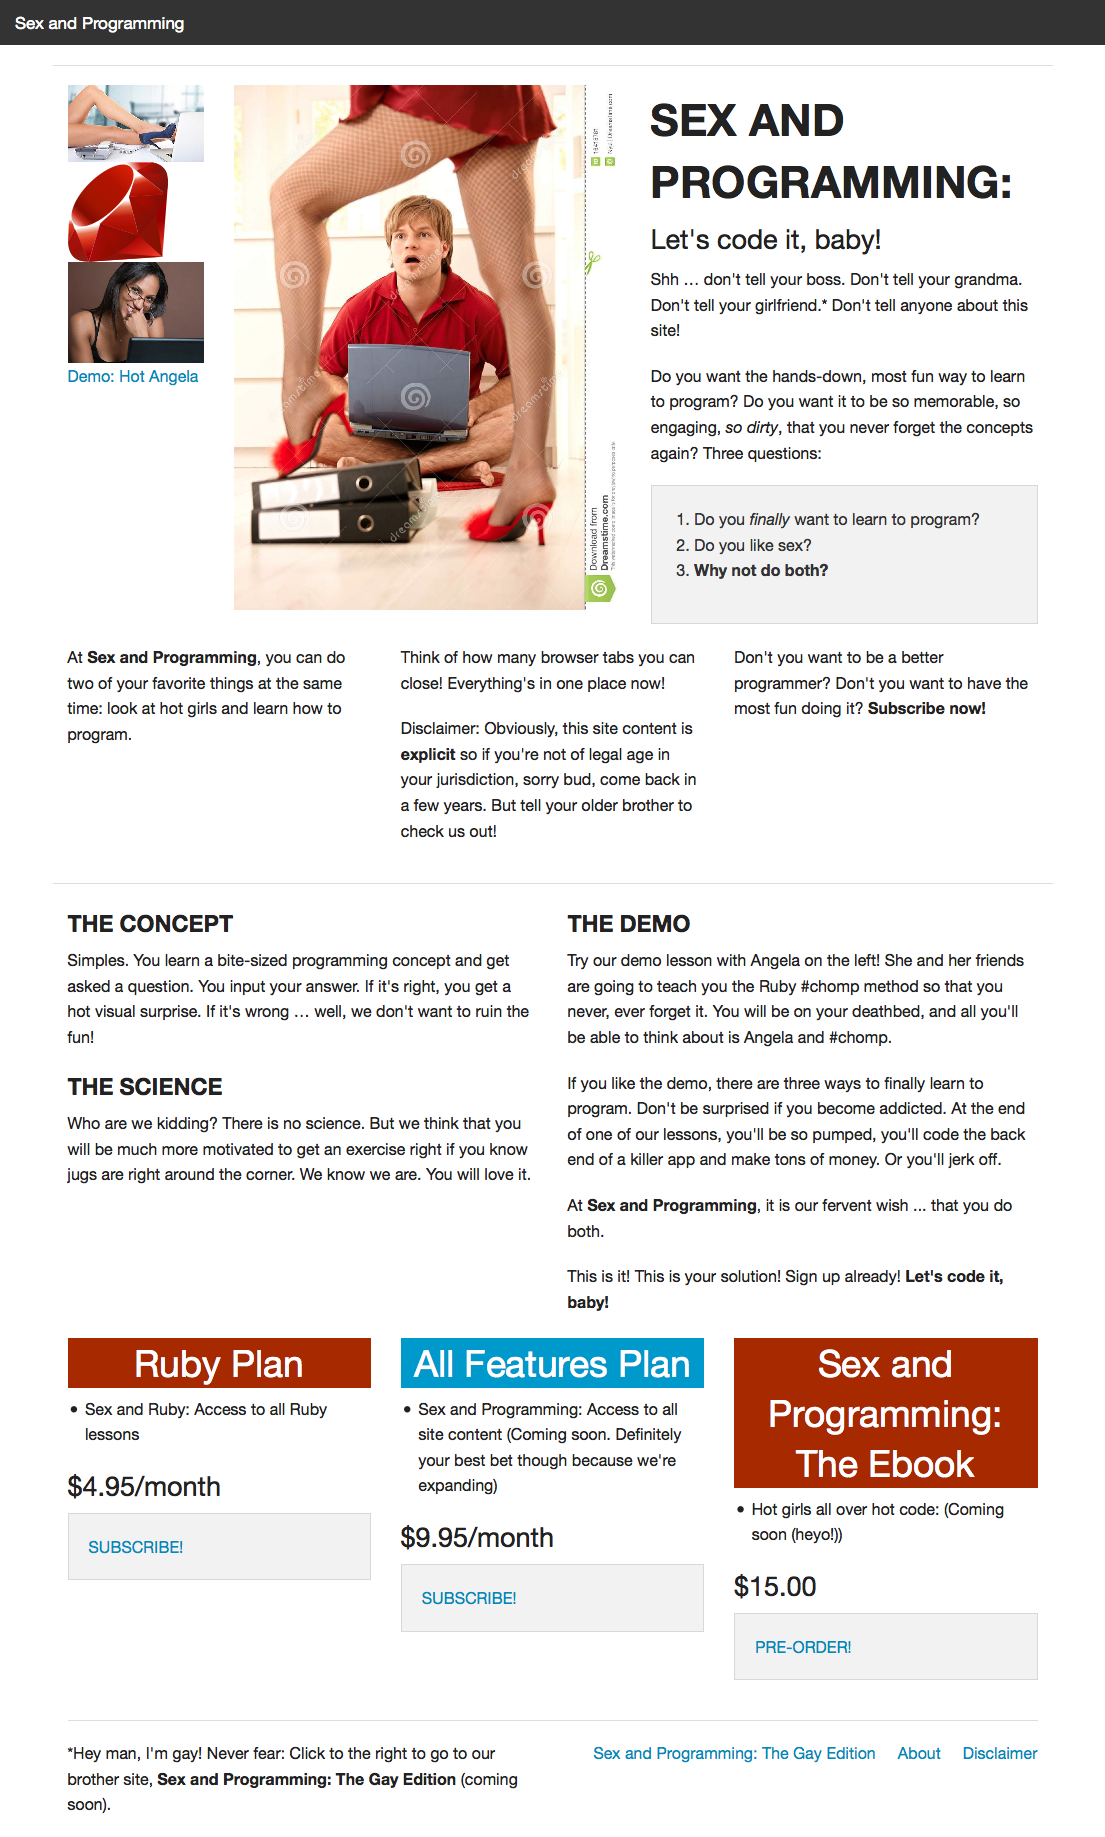 Sex and Programming
SEX AND
PROGRAMMING:
Let's code it, baby!
Shh ... don't tell your boss. Don't tell your grandma.
Don't tell your girlfriend.* Don't tell anyone about this
site!
Do you want the hands-down, most fun way to learn
to program? Do you want it to be so memorable, so
engaging, so dirty, that you never forget the concepts
again? Three questions:
1. Do you finally want to learn to program?
2. Do you like sex?
3. Why not do both?
Demo: Hot Angela
dreamstime
Download from
Dreamstime.com
At Sex and Programming, you can do
two of your favorite things at the same
time: look at hot girls and learn how to
program.
Think of how many browser tabs you can
close! Everything's in one place now!
Disclaimer: Obviously, this site content is
explicit so if you're not of legal age in
your jurisdiction, sorry bud, come back in
a few years. But tell your older brother to
check us out!
Don't you want to be a better
programmer? Don't you want to have the
most fun doing it? Subscribe now!
THE CONCEPT
Simples. You learn a bite-sized programming concept and get
asked a question. You input your answer. If it's right, you get a
hot visual surprise. If it's wrong ... well, we don't want to ruin the
fun!
THE SCIENCE
Who are we kidding? There is no science. But we think that you
will be much more motivated to get an exercise right if you know
jugs are right around the corner. We know we are. You will love it.
THE DEMO
Try our demo lesson with Angela on the left! She and her friends
are going to teach you the Ruby #chomp method so that you
never, ever forget it. You will be on your deathbed, and all you'll
be able to think about is Angela and #chomp.
If you like the demo, there are three ways to finally learn to
program. Don't be surprised if you become addicted. At the end
of one of our lessons, you'll be so pumped, you'll code the back
end of a killer app and make tons of money. Or you'll jerk off.
At Sex and Programming, it is our fervent wish ... that you do
both.
This is it! This is your solution! Sign up already! Let's code it,
baby!
Ruby Plan
• Sex and Ruby: Access to all Ruby
lessons
$4.95/month
SUBSCRIBE!
All Features Plan
• Sex and Programming: Access to all
site content (Coming soon. Definitely
your best bet though because we're
expanding)
$9.95/month
SUBSCRIBE!
Sex and
Programming:
The Ebook
• Hot girls all over hot code: (Coming
soon (heyo!))
$15.00
PRE-ORDER!
*Hey man, I'm gay! Never fear: Click to the right to go to our
brother site, Sex and Programming: The Gay Edition (coming
soon).
Sex and Programming: The Gay Edition About Disclaimer